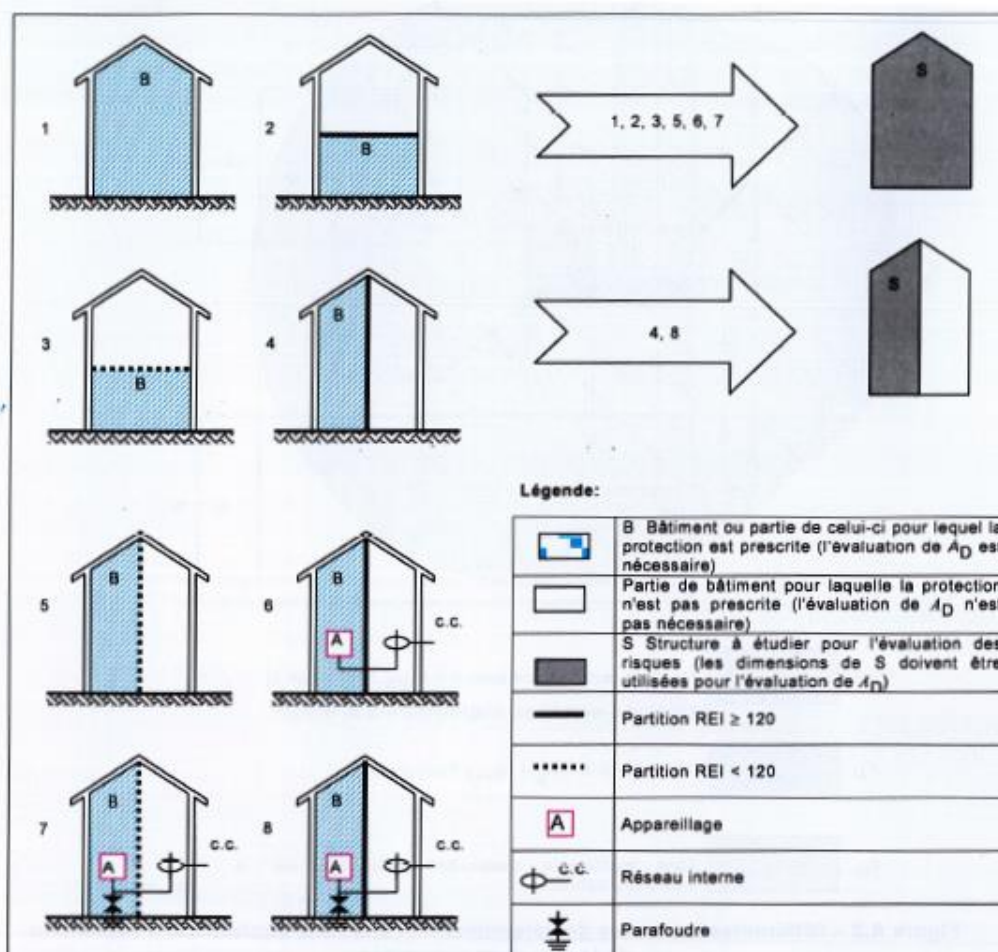 B
1
B
2
1, 2, 3, 5, 6, 7
S
B
3
B
4
4, 8
S
Légende:
B Bâtiment ou partie de celui-ci pour lequel la
protection est prescrite (l'évaluation de AD est
nécessaire)
Partie de bâtiment pour laquelle la protection
n'est pas prescrite (l'évaluation de AD n'est
pas nécessaire)
S Structure à étudier pour l'évaluation des
risques (les dimensions de S doivent être
utilisées pour l'évaluation de AD)
Partition REI ≥ 120
Partition REI < 120
A Appareillage
c.c. Réseau interne
Parafoudre
5
B
6
B
A
c.c.
7
B
A
c.c.
8
B
A
c.c.